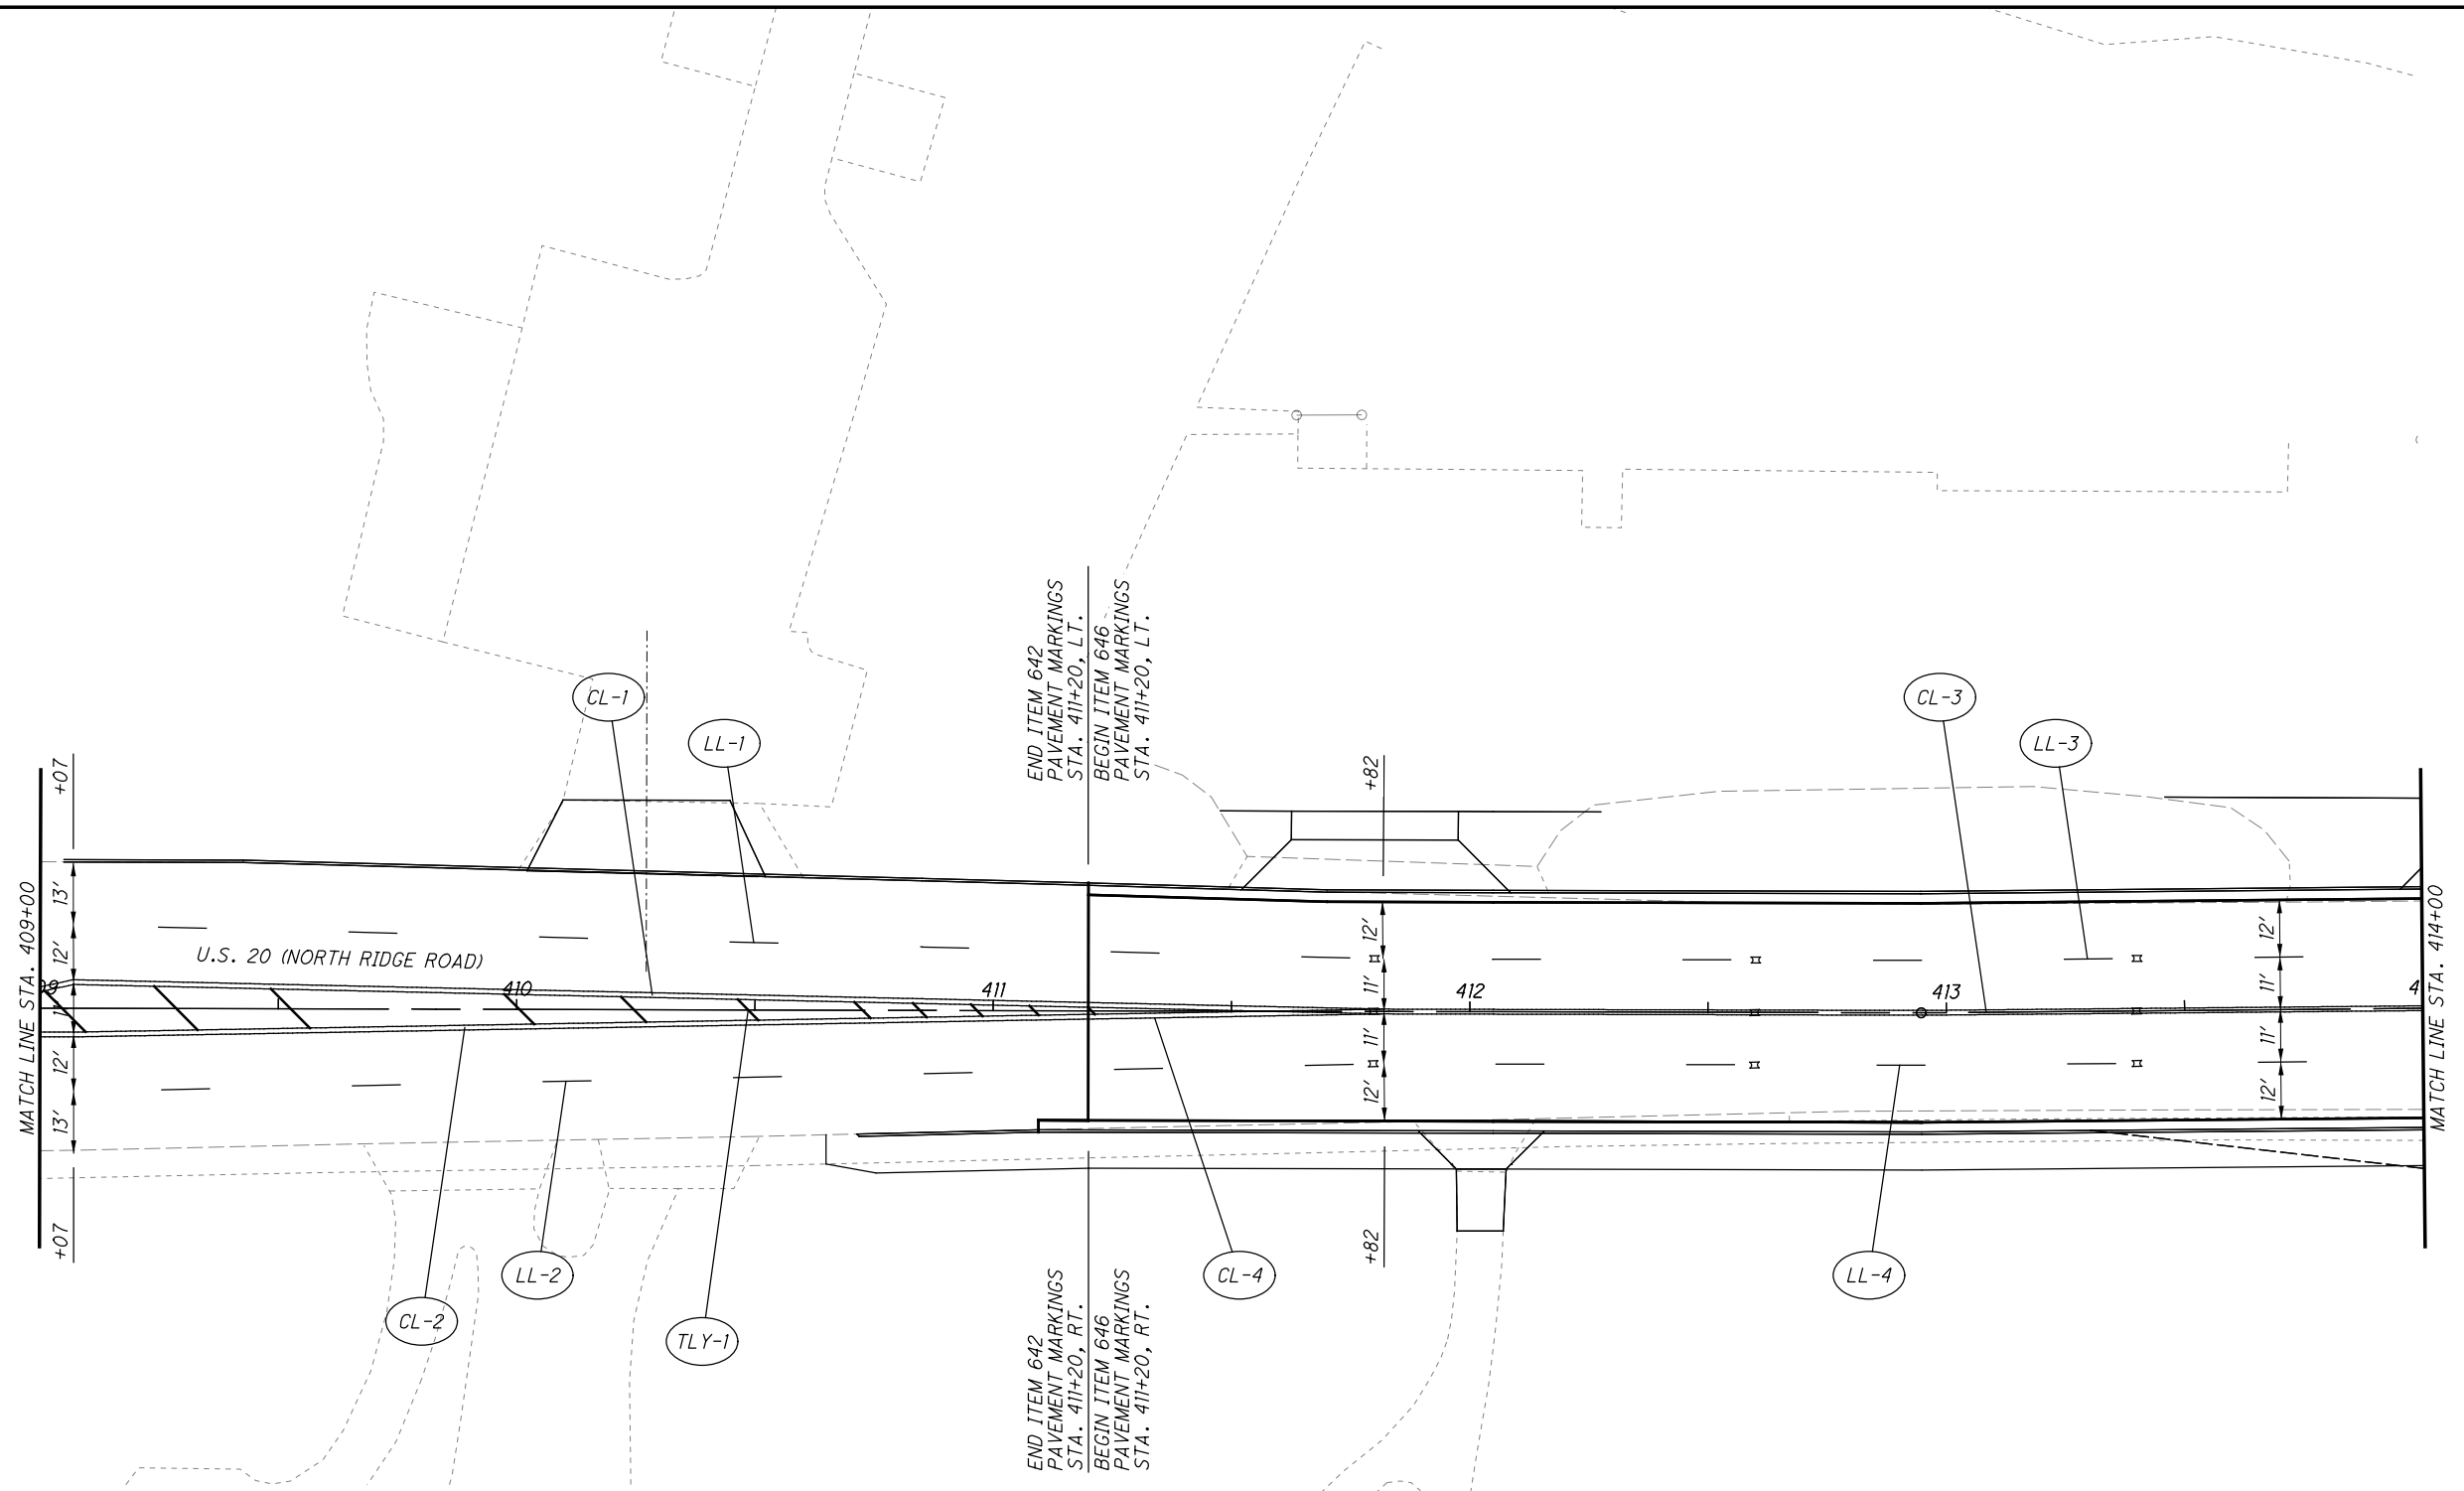 END ITEM 642
PAVEMENT MARKINGS
STA. 411+20, LT.
BEGIN ITEM 646
PAVEMENT MARKINGS
STA. 411+20, LT.
CL-1
LL-1
CL-3
LL-3
+07
+82
MATCH LINE STA. 409+00
13'
12'
12'
13'
U.S. 20 (NORTH RIDGE ROAD)
410
411
412
413
4
12'
11'
11'
12'
12'
11'
11'
12'
MATCH LINE STA. 414+00
+07
+82
LL-2
CL-2
TLY-1
CL-4
LL-4
END ITEM 642
PAVEMENT MARKINGS
STA. 411+20, RT.
BEGIN ITEM 646
PAVEMENT MARKINGS
STA. 411+20, RT.